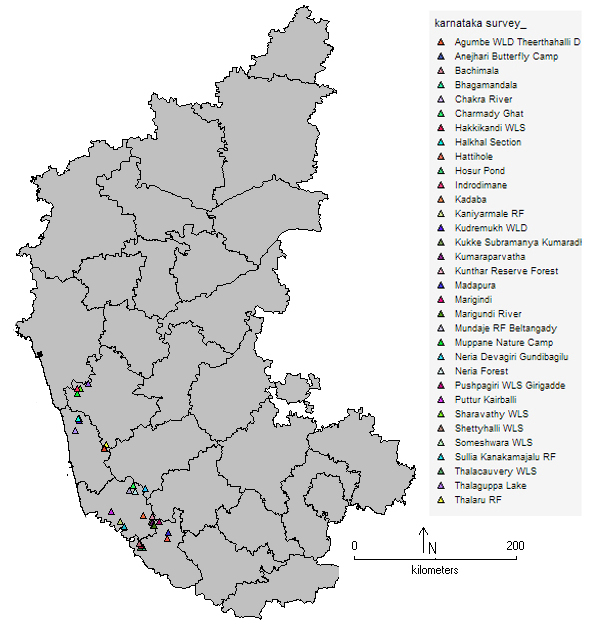 karnataka survey_
Agumbe WLD Theerthahalli D
Anejhari Butterfly Camp
Bachimala
Bhagamandala
Chakra River
Charmady Ghat
Hakkikandi WLS
Halkhal Section
Hattihole
Hosur Pond
Indrodimane
Kadaba
Kaniyarmale RF
Kudremukh WLD
Kukke Subramanya Kumaradh
Kumaraparvatha
Kunthar Reserve Forest
Madapura
Marigindi
Marigundi River
Mundaje RF Beltangady
Muppane Nature Camp
Neria Devagiri Gundibagilu
Neria Forest
Pushpagiri WLS Girigadde
Puttur Kairballi
Sharavathy WLS
Shettyhalli WLS
Someshwara WLS
Sullia Kanakamajalu RF
Thalacauvery WLS
Thalaguppa Lake
Thalaru RF
N
0 200
kilometers